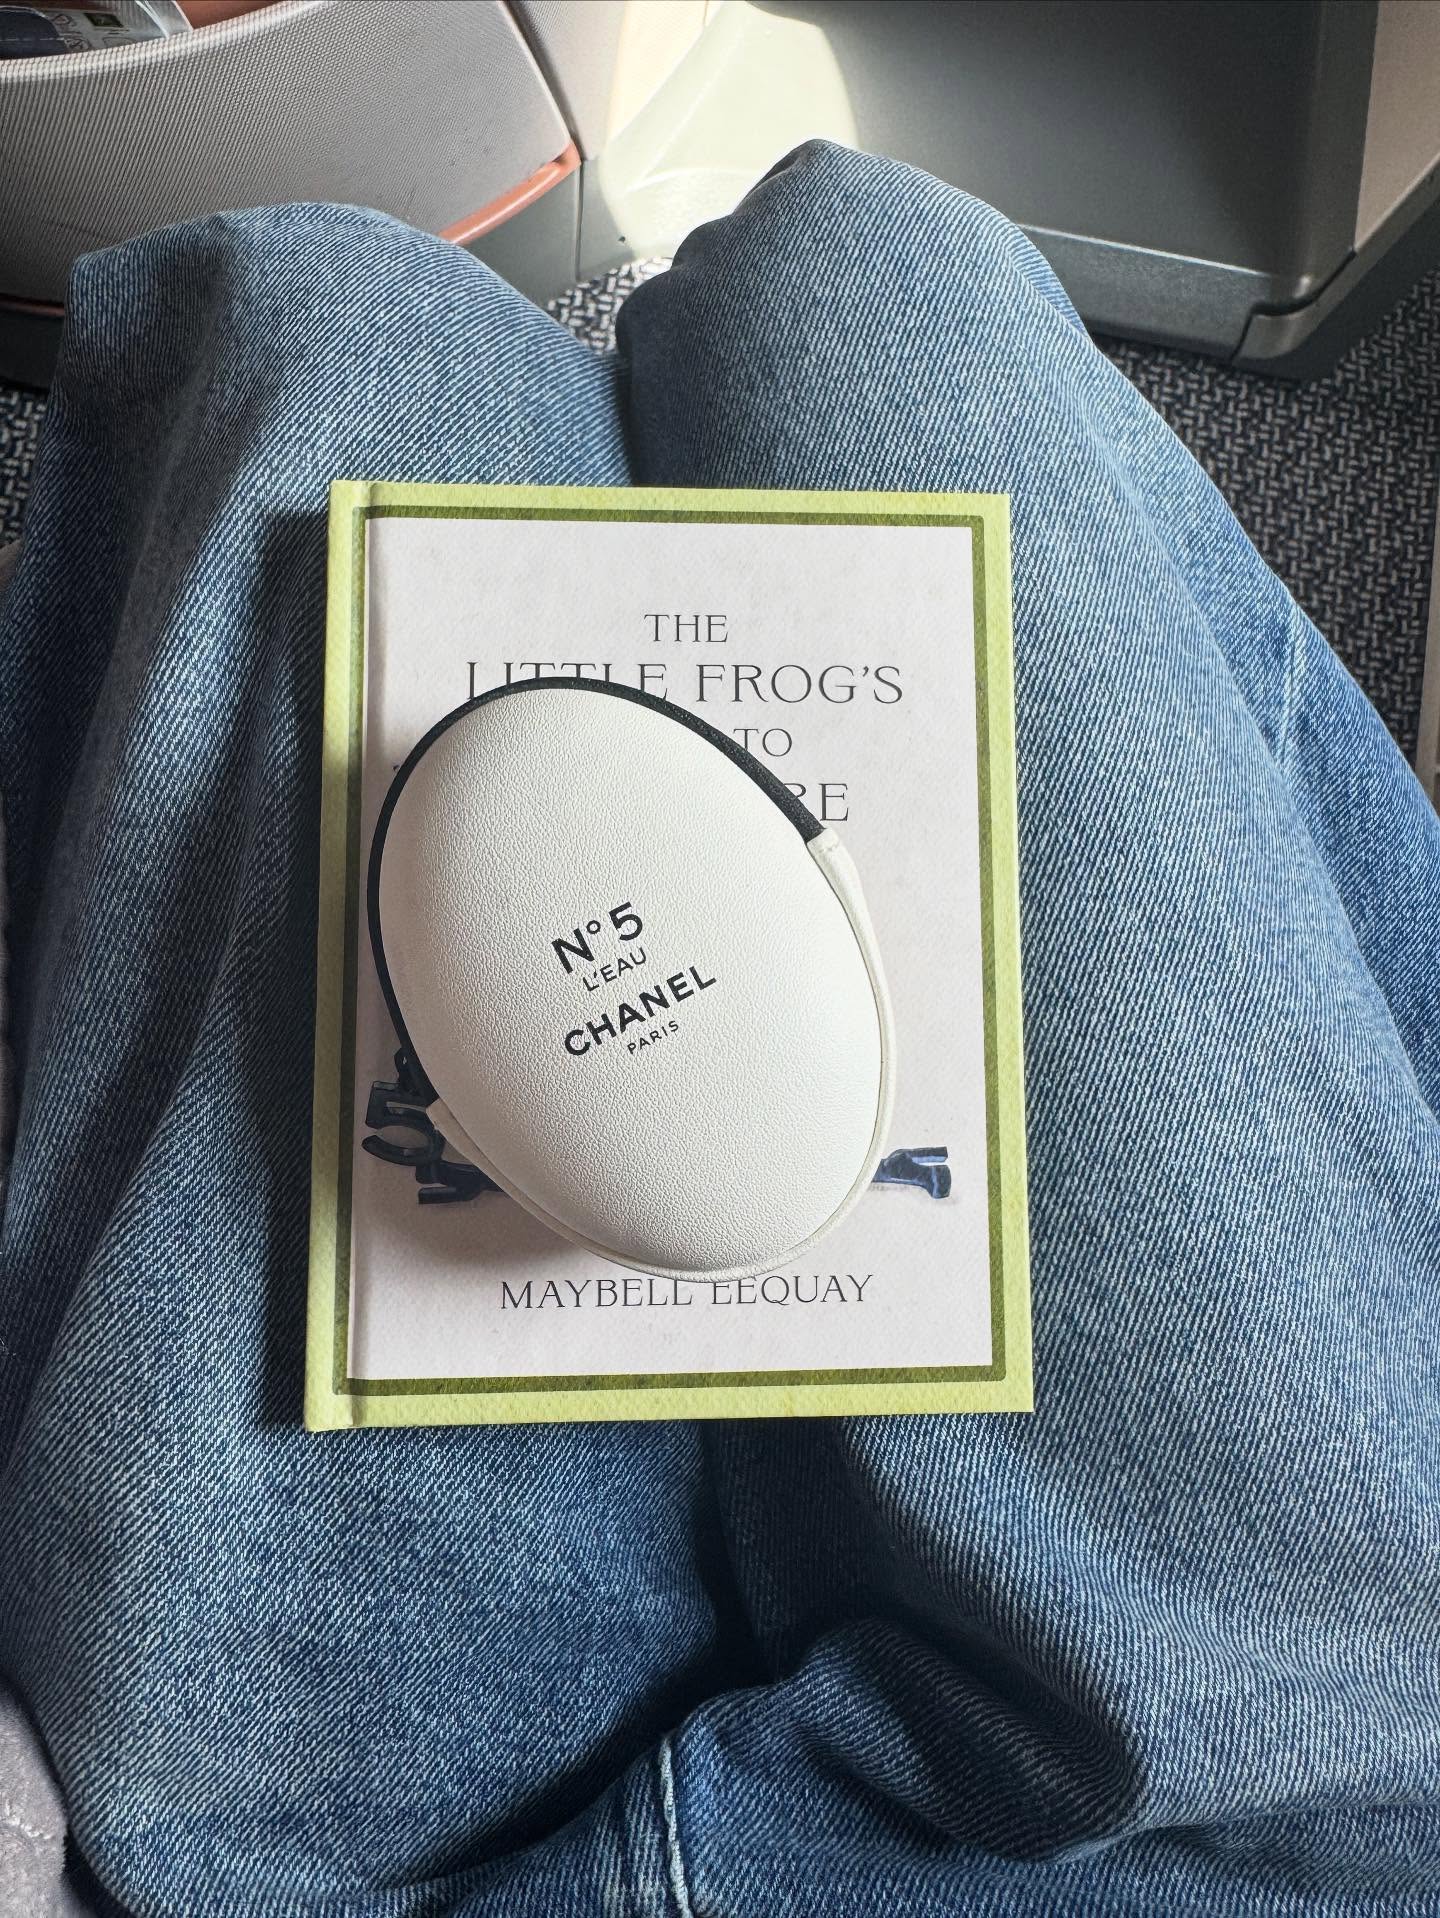 THE
LITTLE FROG'S
TO
N° 5
L'EAU
CHANEL
PARIS
MAYBELL EEQUAY